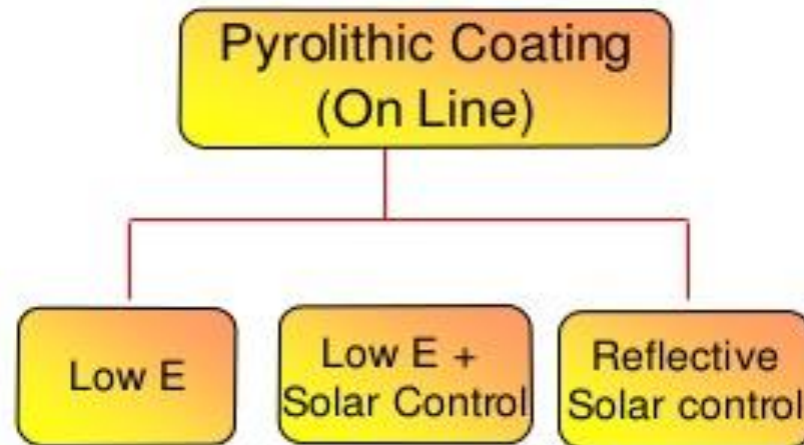 Pyrolithic Coating
(On Line)
Low E
Low E +
Solar Control
Reflective
Solar control